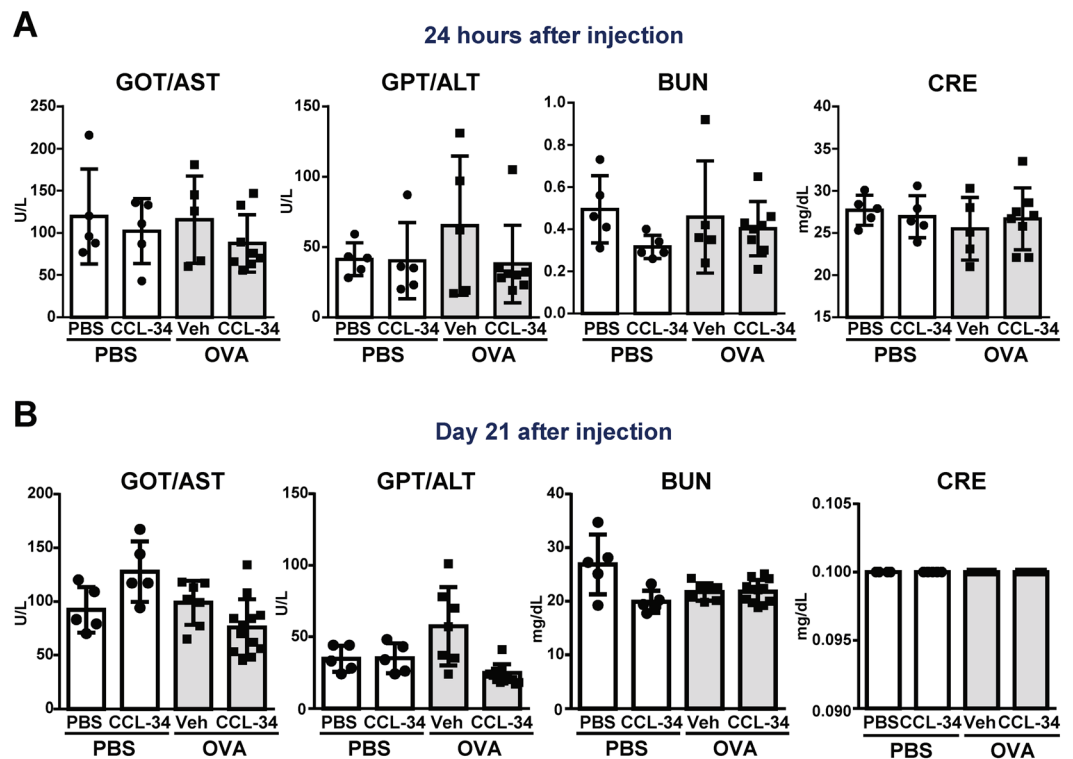 A
24 hours after injection
GOT/AST GPT/ALT BUN CRE
250
200
150
100
50
0
U/L
PBS CCL-34 Veh CCL-34
PBS OVA
150
100
50
0
U/L
PBS CCL-34 Veh CCL-34
PBS OVA
1.0
0.8
0.6
0.4
0.2
0.0
PBS CCL-34 Veh CCL-34
PBS OVA
40
35
30
25
20
15
mg/dL
PBS CCL-34 Veh CCL-34
PBS OVA
B
Day 21 after injection
GOT/AST GPT/ALT BUN CRE
200
150
100
50
0
U/L
PBS CCL-34 Veh CCL-34
PBS OVA
150
100
50
0
U/L
PBS CCL-34 Veh CCL-34
PBS OVA
40
30
20
10
0
mg/dL
PBS CCL-34 Veh CCL-34
PBS OVA
0.105
0.100
0.095
0.090
mg/dL
PBS CCL-34 Veh CCL-34
PBS OVA